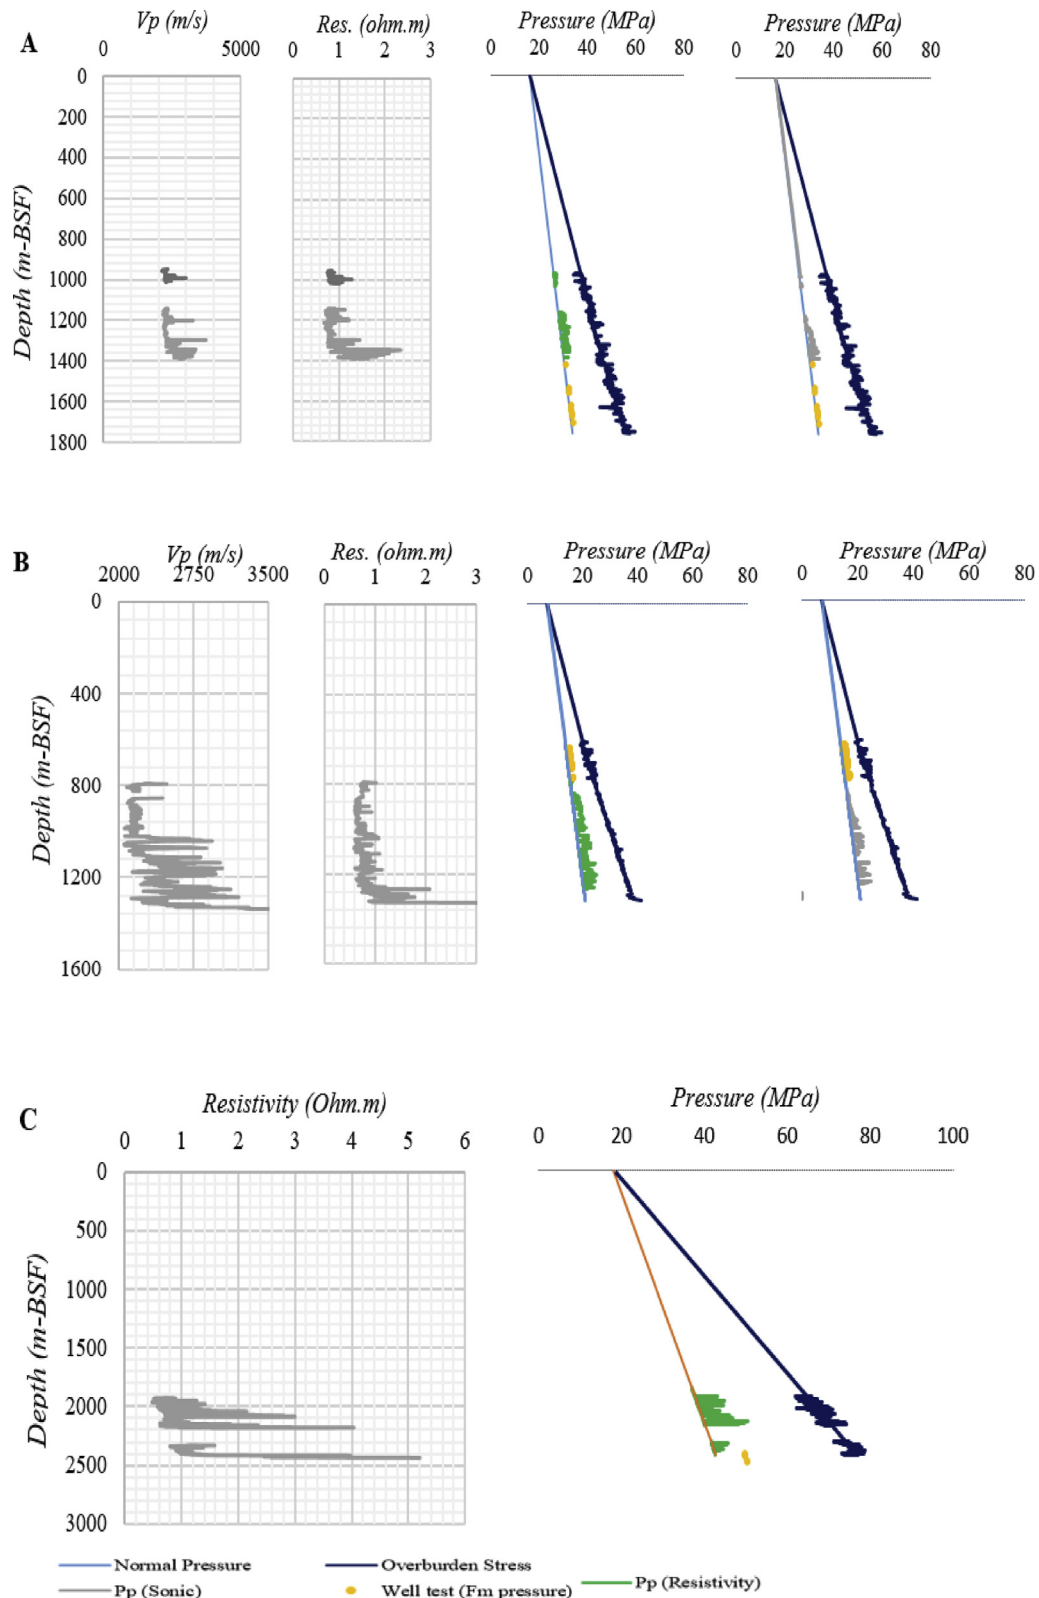 A
Vp (m/s)
Res. (ohm.m)
Pressure (MPa)
Pressure (MPa)
0 5000
0 1 2 3
0 20 40 60 80
0 20 40 60 80
Depth (m-BSF)
0
200
400
600
800
1000
1200
1400
1600
1800
B
Vp (m/s)
Res. (ohm.m)
Pressure (MPa)
Pressure (MPa)
2000 2750 3500
0 1 2 3
0 20 40 60 80
0 20 40 60 80
Depth (m-BSF)
0
400
800
1200
1600
C
Resistivity (Ohm.m)
Pressure (MPa)
0 1 2 3 4 5 6
0 20 40 60 80 100
Depth (m-BSF)
0
500
1000
1500
2000
2500
3000
Normal Pressure
Overburden Stress
Pp (Sonic)
Well test (Fm pressure)
Pp (Resistivity)